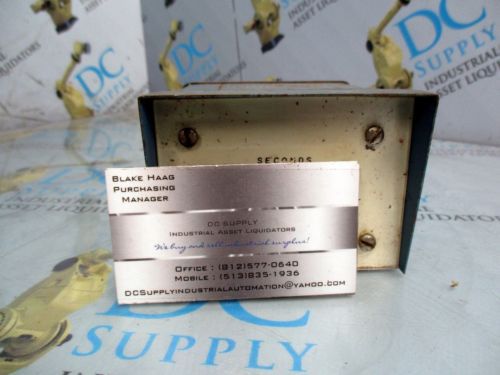 DC
SUPPLY
INDUSTRIAL
ASSET LIQUIDATORS
SECONDS
BLAKE HAAG
PURCHASING
MANAGER
DC SUPPLY
INDUSTRIAL ASSET LIQUIDATORS
We buy and sell industrial surplus!
OFFICE : (812)577-0640
MOBILE : (513)835-1936
DCSUPPLYINDUSTRIALAUTOMATION@YAHOO.COM
DC
SUPPLY